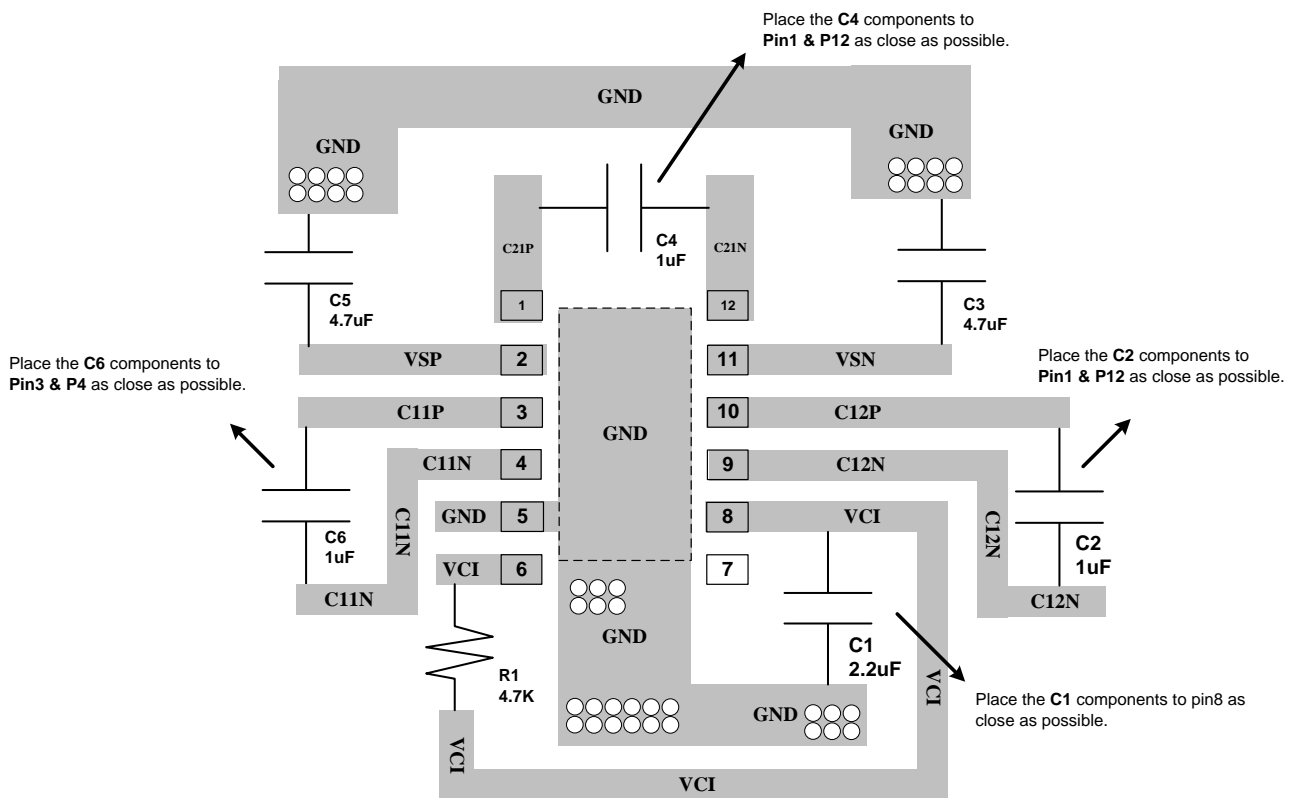 Place the C4 components to
Pin1 & P12 as close as possible.
GND
GND
GND
C21P
C4
1uF
C21N
C5
4.7uF
1
12
C3
4.7uF
Place the C6 components to
Pin3 & P4 as close as possible.
VSP
2
11
VSN
Place the C2 components to
Pin1 & P12 as close as possible.
C11P
3
GND
10
C12P
C11N
4
9
C12N
C11N
GND
5
8
VCI
C12N
C6
1uF
C2
1uF
VCI
6
7
C11N
C12N
GND
C1
2.2uF
R1
4.7K
VCI
Place the C1 components to pin8 as
close as possible.
GND
VCI
VCI